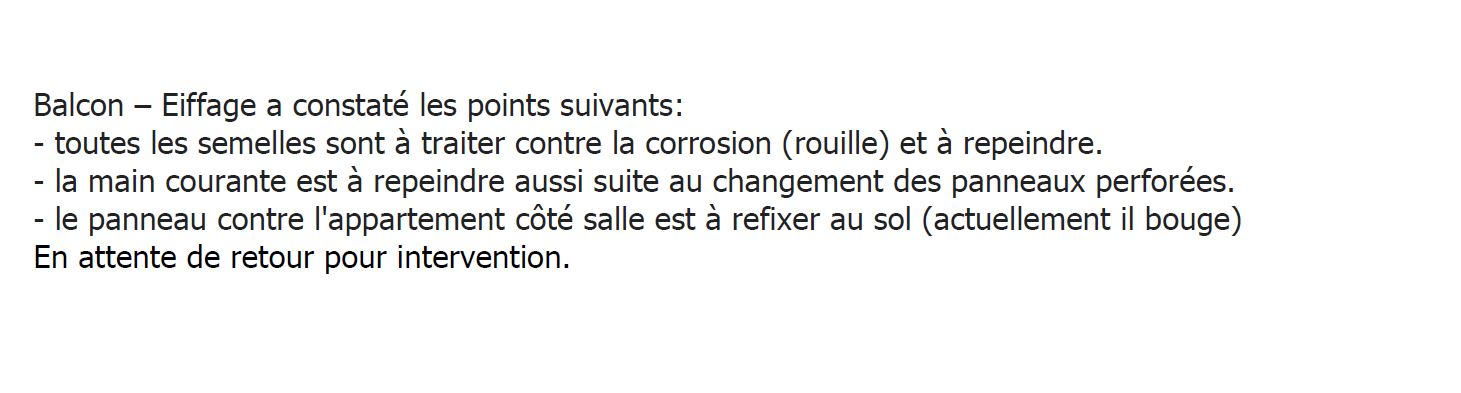 Balcon – Eiffage a constaté les points suivants:
- toutes les semelles sont à traiter contre la corrosion (rouille) et à repeindre.
- la main courante est à repeindre aussi suite au changement des panneaux perforées.
- le panneau contre l'appartement côté salle est à refixer au sol (actuellement il bouge)
En attente de retour pour intervention.